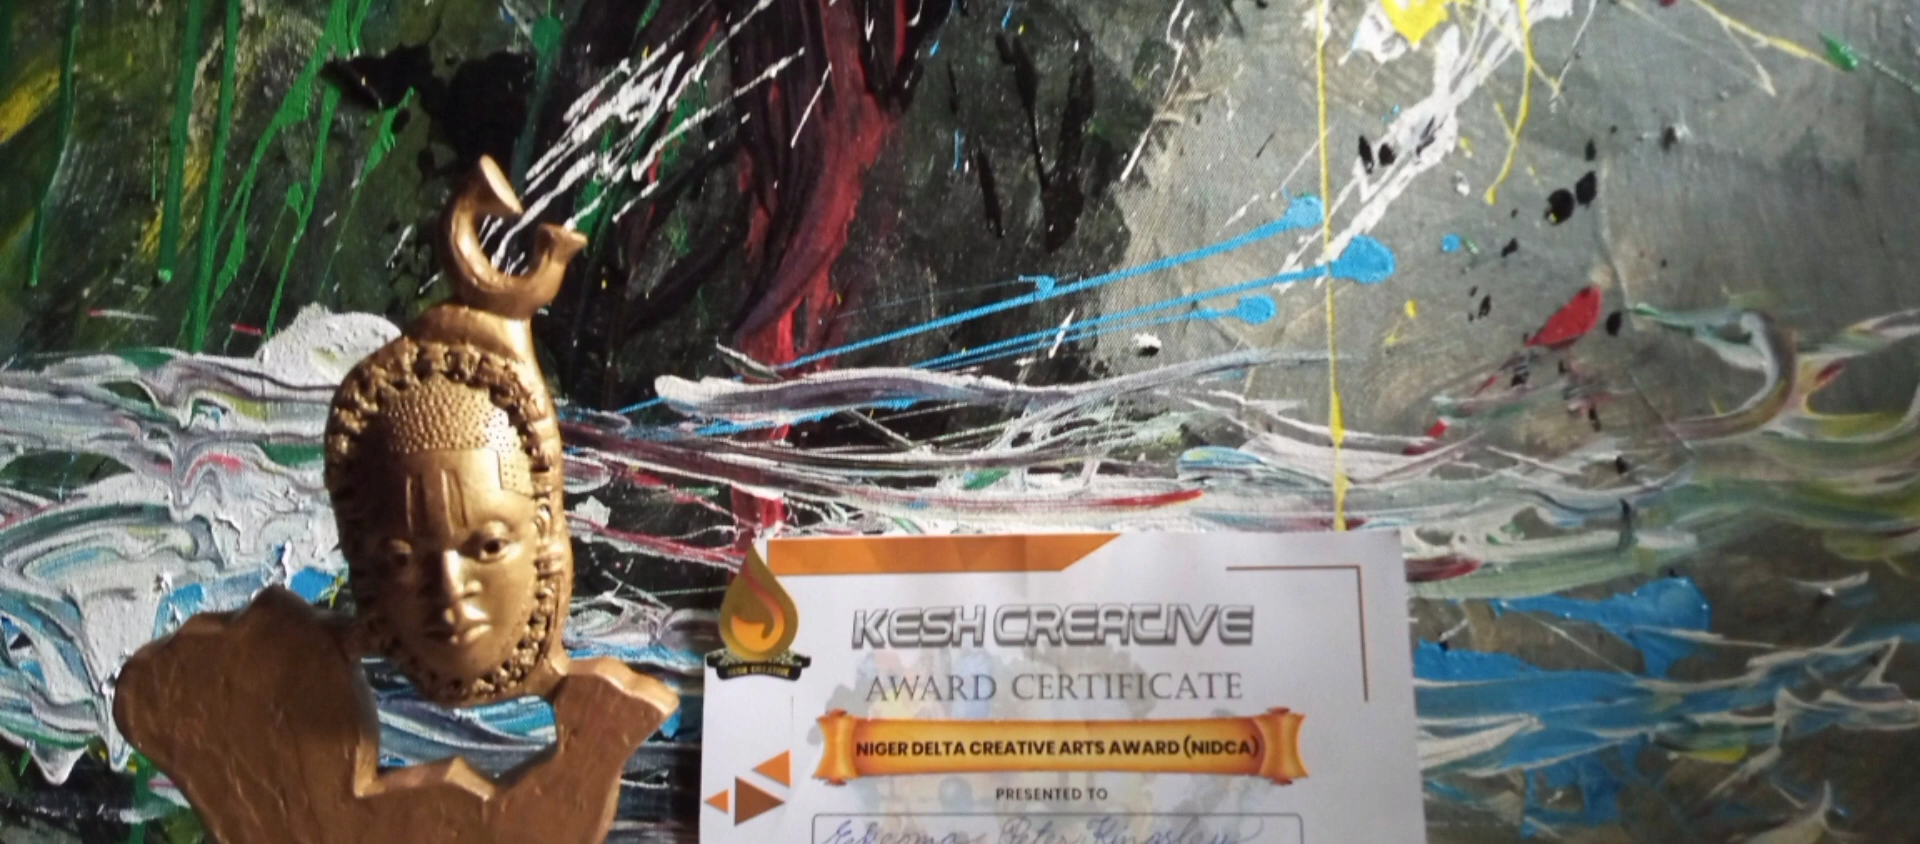 KESH CREATIVE
AWARD CERTIFICATE
NIGER DELTA CREATIVE ARTS AWARD (NIDCA)
PRESENTED TO
Peter Kingsley